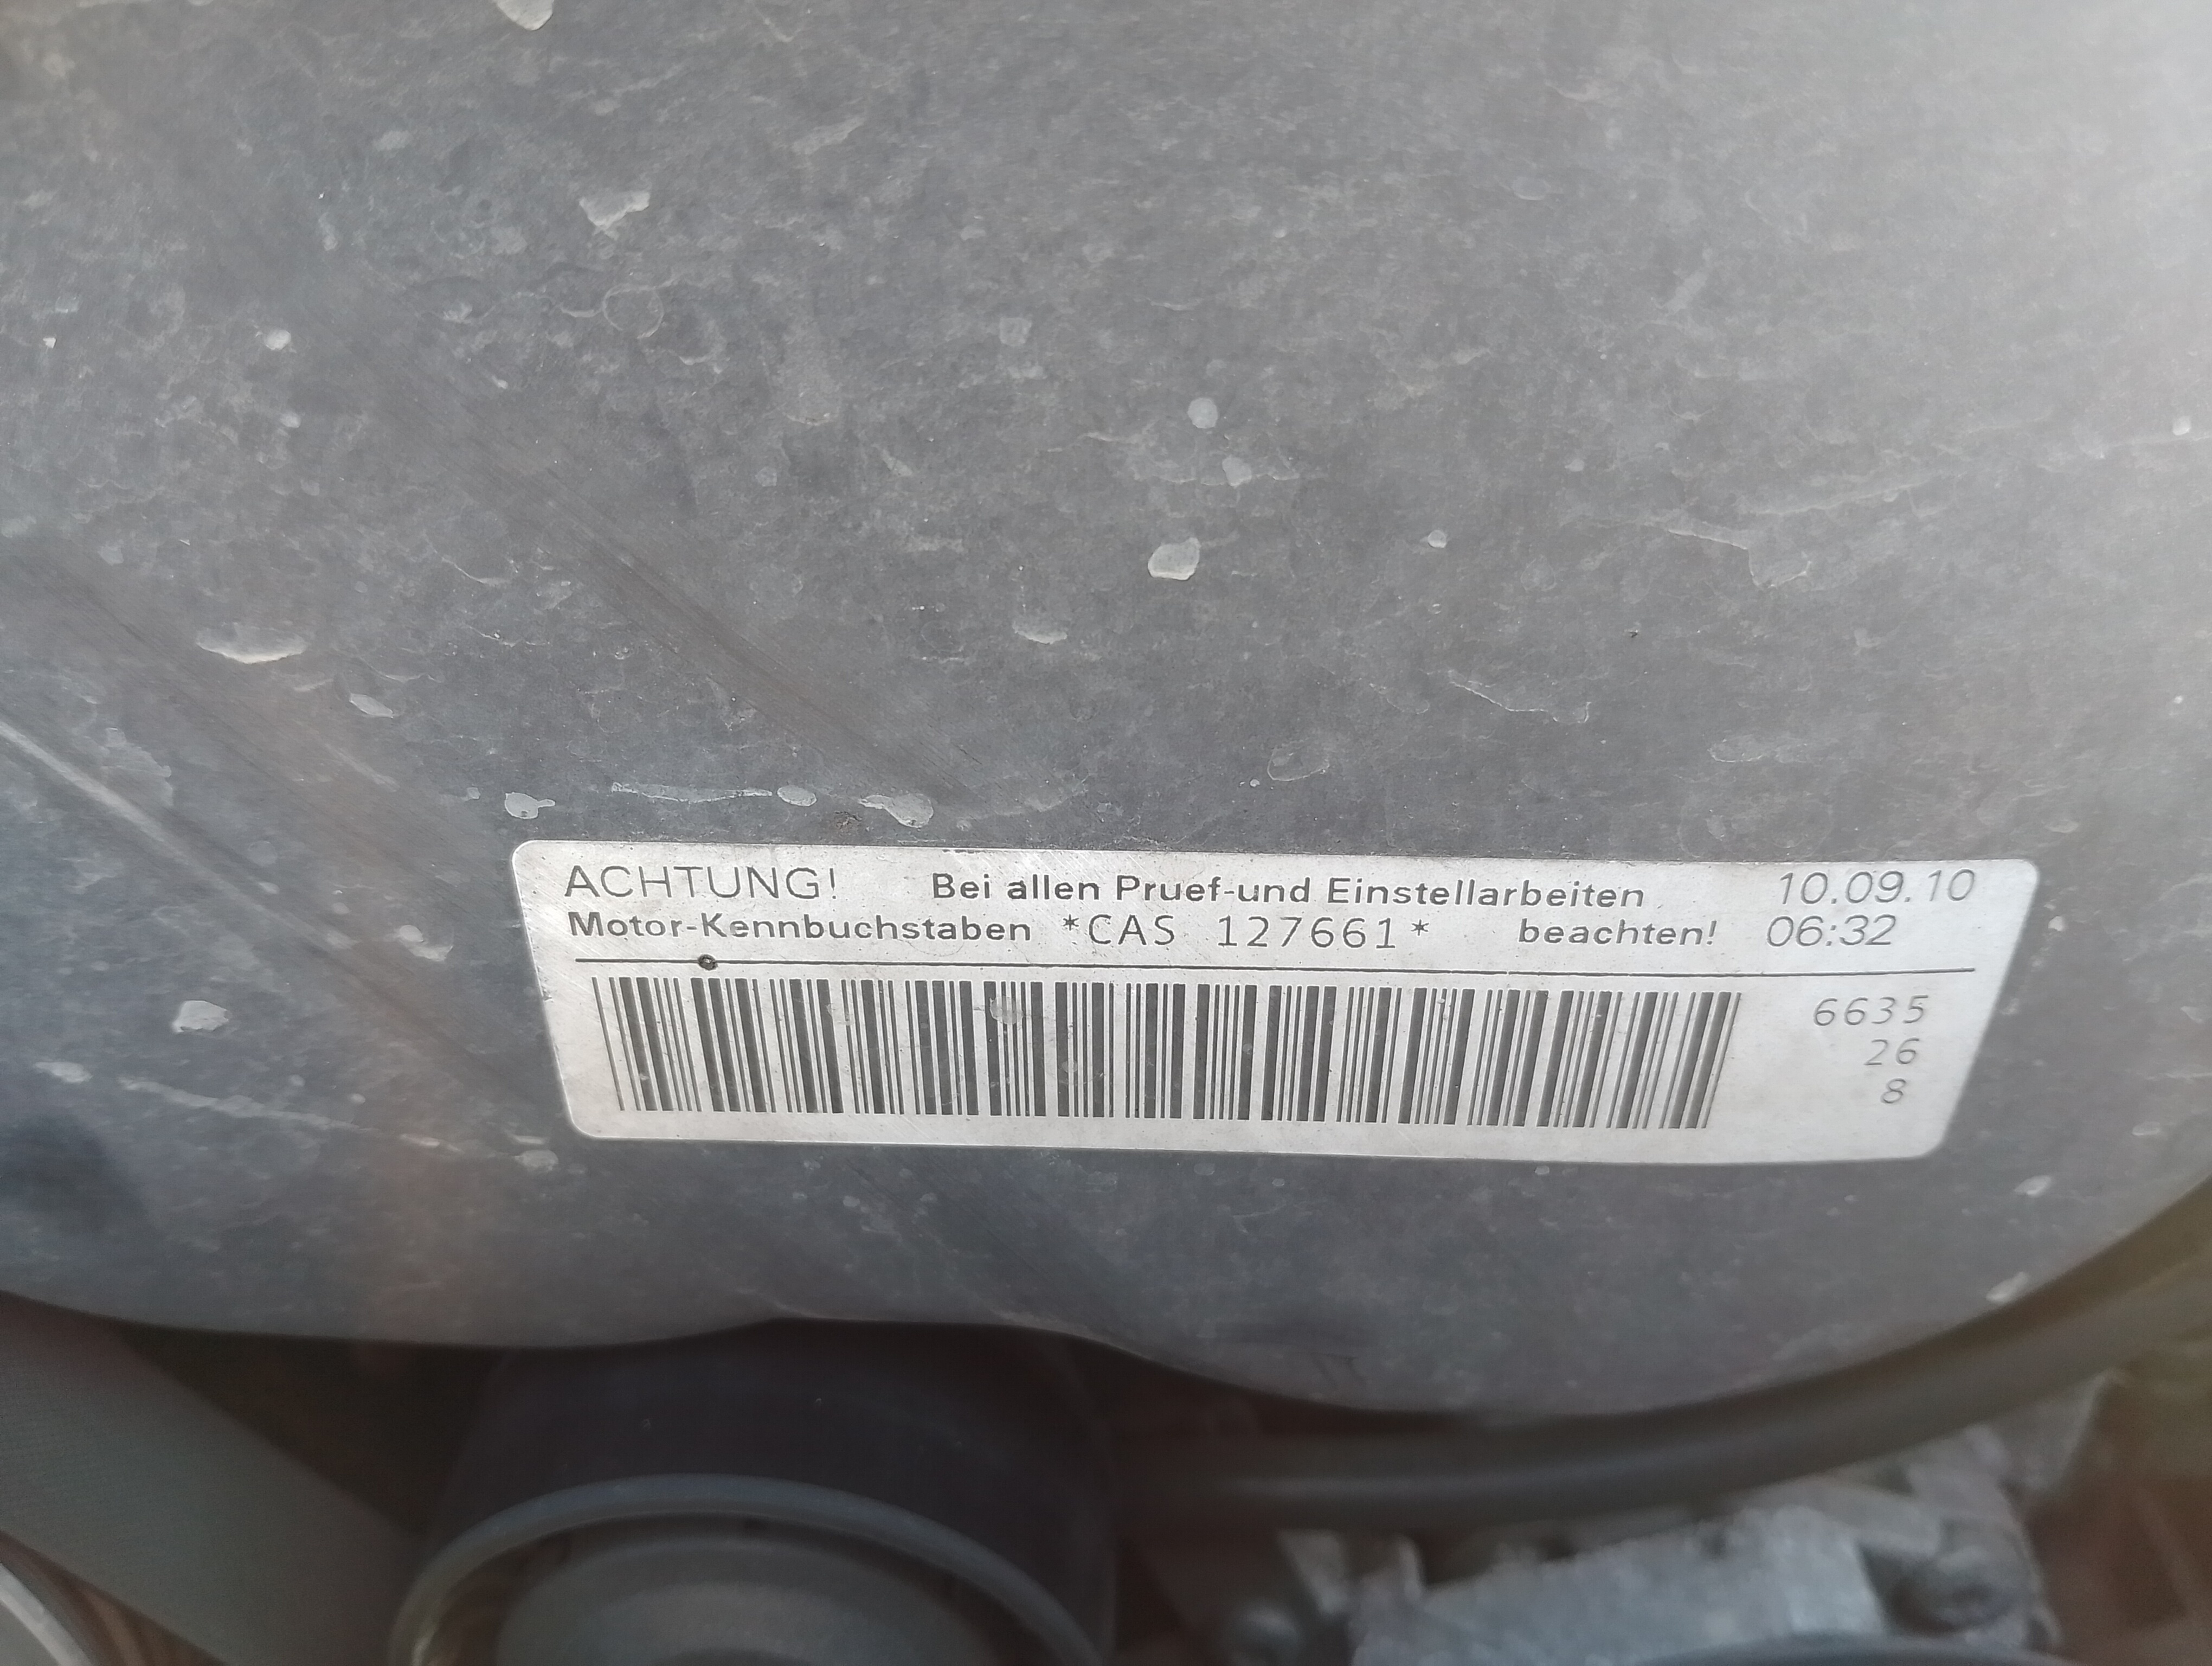 ACHTUNG! Bei allen Pruef-und Einstellarbeiten 10.09.10
Motor-Kennbuchstaben *CAS 127661* beachten! 06:32
6635
26
8